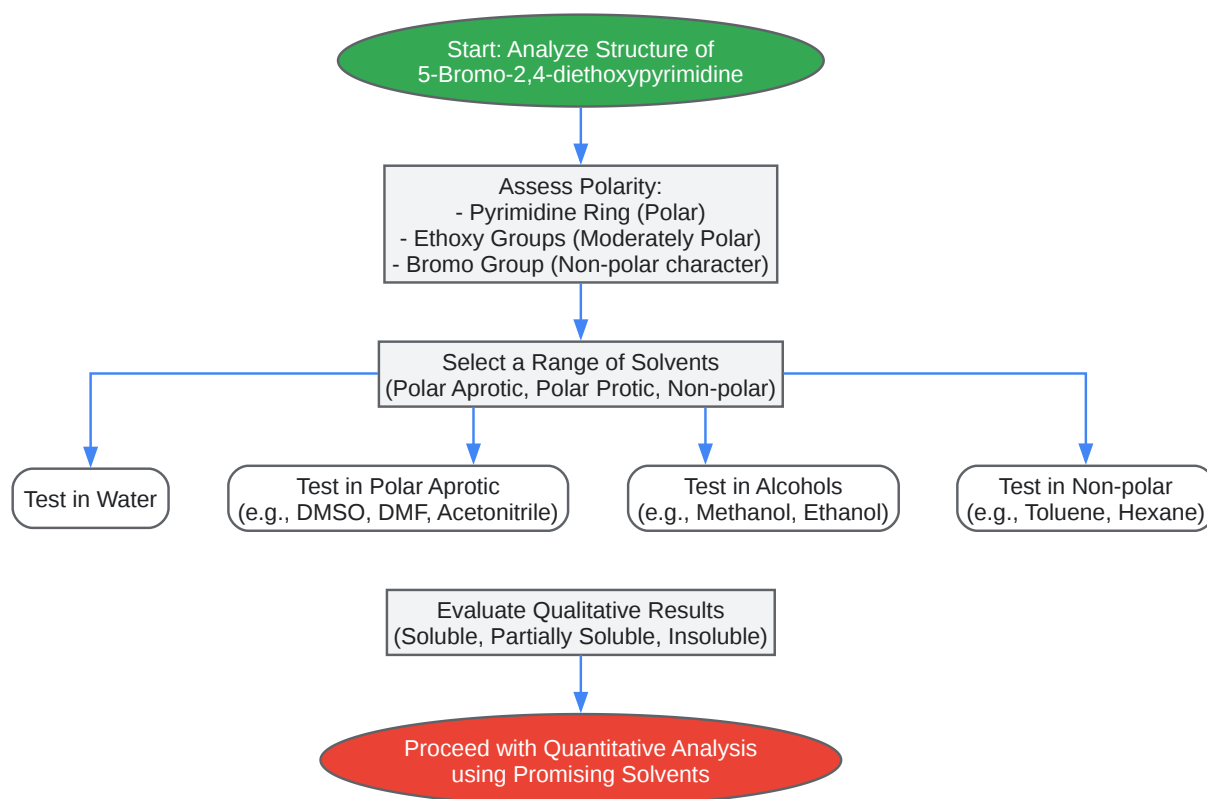 Start: Analyze Structure of
5-Bromo-2,4-diethoxypyrimidine
Assess Polarity:
- Pyrimidine Ring (Polar)
- Ethoxy Groups (Moderately Polar)
- Bromo Group (Non-polar character)
Select a Range of Solvents
(Polar Aprotic, Polar Protic, Non-polar)
Test in Water
Test in Polar Aprotic
(e.g., DMSO, DMF, Acetonitrile)
Test in Alcohols
(e.g., Methanol, Ethanol)
Test in Non-polar
(e.g., Toluene, Hexane)
Evaluate Qualitative Results
(Soluble, Partially Soluble, Insoluble)
Proceed with Quantitative Analysis
using Promising Solvents